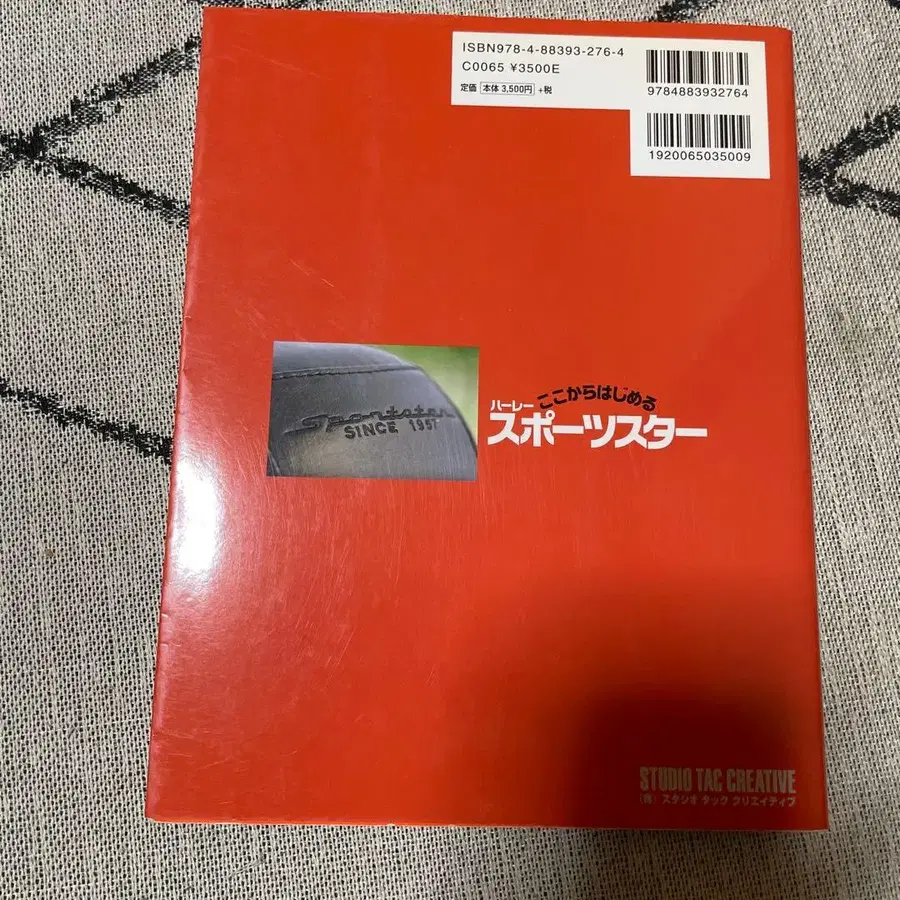 ISBN978-4-88393-276-4
C0065 ¥3500E
定価 本体 3,500円 +税
9784883932764
1920065035009
Sportster
SINCE 1957
ここからはじめる
ハーレー
スポーツスター
STUDIO TAC CREATIVE
(有) スタジオ タック クリエイティブ